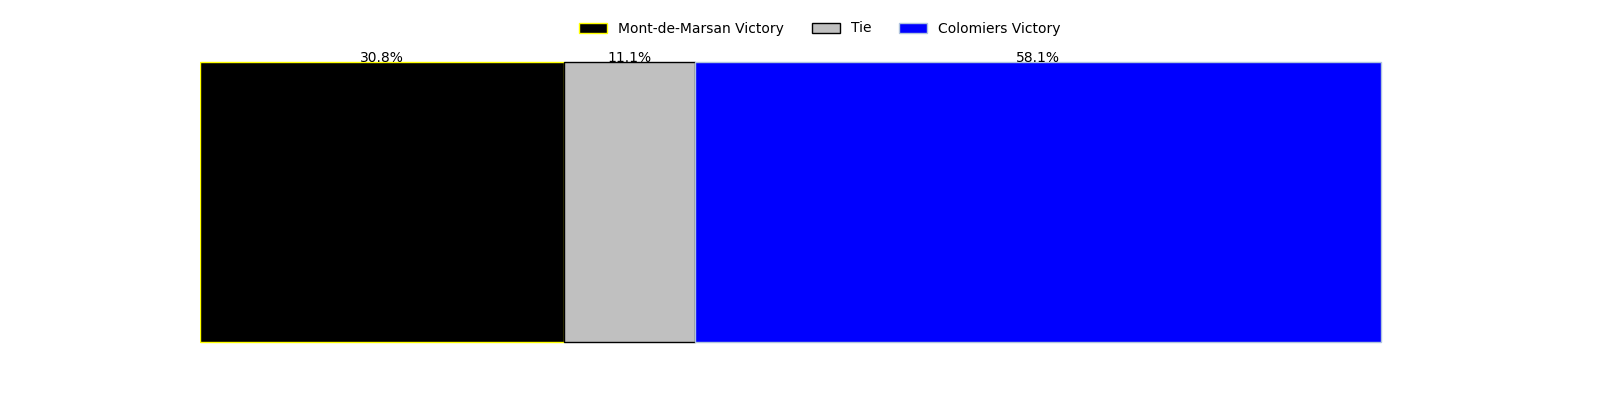 Mont-de-Marsan Victory Tie Colomiers Victory
30.8% 11.1% 58.1%